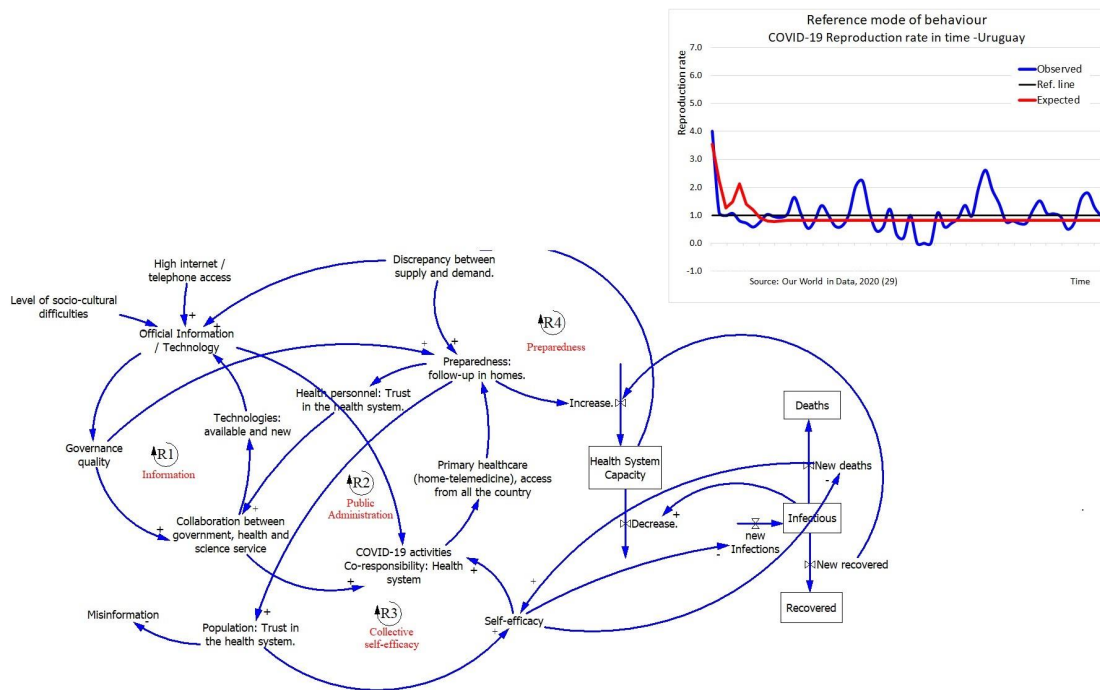 Reference mode of behaviour
COVID-19 Reproduction rate in time -Uruguay
7.0
6.0
5.0
4.0
3.0
2.0
1.0
0.0
-1.0
Reproduction rate
Observed
Ref. line
Expected
Source: Our World in Data, 2020 (29)
Time
High internet /
telephone access
Discrepancy between
supply and demand.
Level of socio-cultural
difficulties
+
+
Official Information
/ Technology
+
+
R4
Preparedness
Preparedness:
follow-up in homes.
Health personnel: Trust
in the health system.
Increase.
Deaths
Technologies:
available and new
Governance
quality
R1
Information
Health System
Capacity
New deaths
-
Primary healthcare
(home-telemedicine), access
from all the country
R2
Public
Administration
+
+
Collaboration between
government, health and
science service
Decrease.
+
Infectious
new
Infections
-
COVID-19 activities
Co-responsibility: Health
system
+
+
+
New recovered
Recovered
Misinformation
-
+
Population: Trust in
the health system.
R3
Collective
self-efficacy
Self-efficacy
+